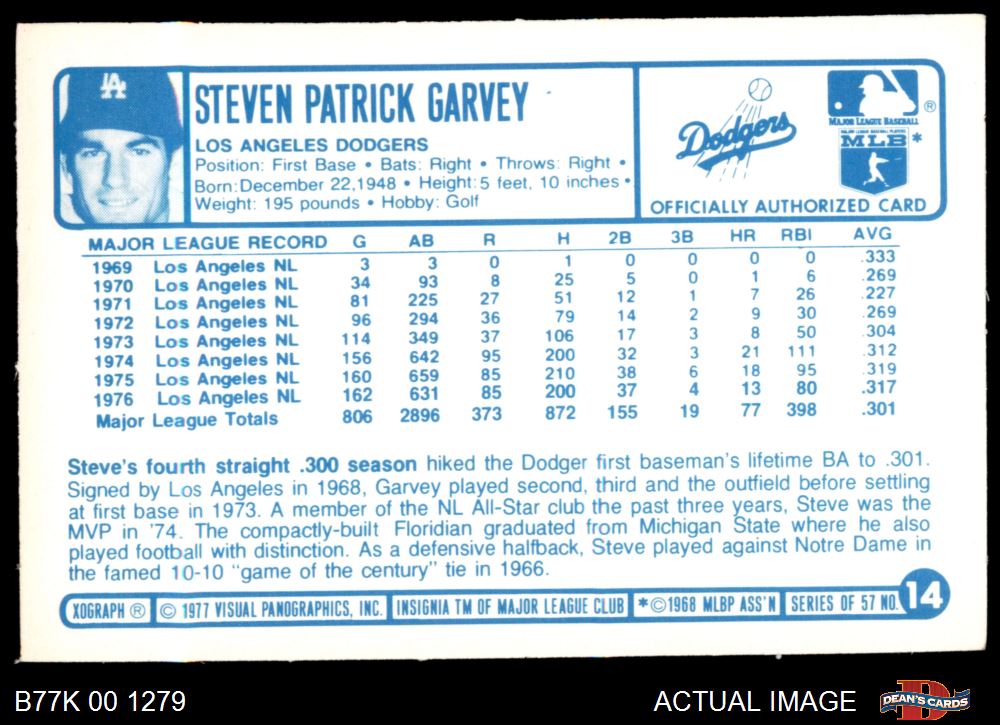 LA
STEVEN PATRICK GARVEY
LOS ANGELES DODGERS
Position: First Base • Bats: Right • Throws: Right •
Born: December 22, 1948 • Height: 5 feet, 10 inches •
Weight: 195 pounds • Hobby: Golf
Dodgers
MAJOR LEAGUE BASEBALL ®
MAJOR LEAGUE BASEBALL PLAYERS
MLB *
OFFICIALLY AUTHORIZED CARD
MAJOR LEAGUE RECORD G AB R H 2B 3B HR RBI AVG
1969 Los Angeles NL 3 3 0 1 0 0 0 0 .333
1970 Los Angeles NL 34 93 8 25 5 0 1 6 .269
1971 Los Angeles NL 81 225 27 51 12 1 7 26 .227
1972 Los Angeles NL 96 294 36 79 14 2 9 30 .269
1973 Los Angeles NL 114 349 37 106 17 3 8 50 .304
1974 Los Angeles NL 156 642 95 200 32 3 21 111 .312
1975 Los Angeles NL 160 659 85 210 38 6 18 95 .319
1976 Los Angeles NL 162 631 85 200 37 4 13 80 .317
Major League Totals 806 2896 373 872 155 19 77 398 .301
Steve's fourth straight .300 season hiked the Dodger first baseman's lifetime BA to .301.
Signed by Los Angeles in 1968, Garvey played second, third and the outfield before settling
at first base in 1973. A member of the NL All-Star club the past three years, Steve was the
MVP in '74. The compactly-built Floridian graduated from Michigan State where he also
played football with distinction. As a defensive halfback, Steve played against Notre Dame in
the famed 10-10 "game of the century" tie in 1966.
XOGRAPH ® © 1977 VISUAL PANOGRAPHICS, INC. INSIGNIA TM OF MAJOR LEAGUE CLUB *©1968 MLBP ASS'N SERIES OF 57 NO. 14
B77K 00 1279 ACTUAL IMAGE DEAN'S CARDS